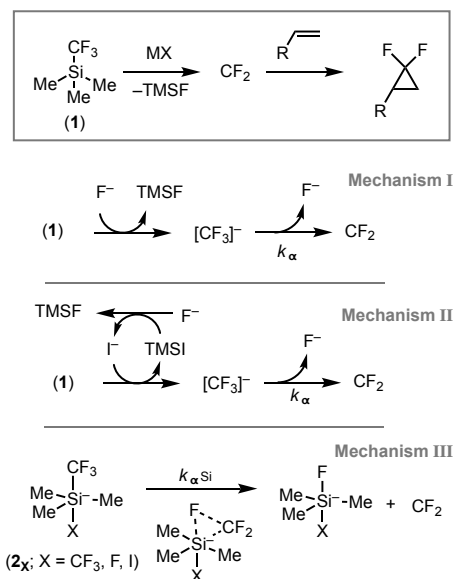 CF₃
Si
Me
Me
Me
(1)
MX
–TMSF
CF₂
R
F
F
R
Mechanism I
F⁻
TMSF
F⁻
(1)
[CF₃]⁻
kα
CF₂
Mechanism II
TMSF
F⁻
I⁻
TMSI
F⁻
(1)
[CF₃]⁻
kα
CF₂
Mechanism III
CF₃
Me
Si⁻
Me
Me
X
(2X; X = CF₃, F, I)
kαSi
F
CF₂
Me
Si⁻
Me
Me
X
F
Me
Si⁻
Me
Me
X
+ CF₂